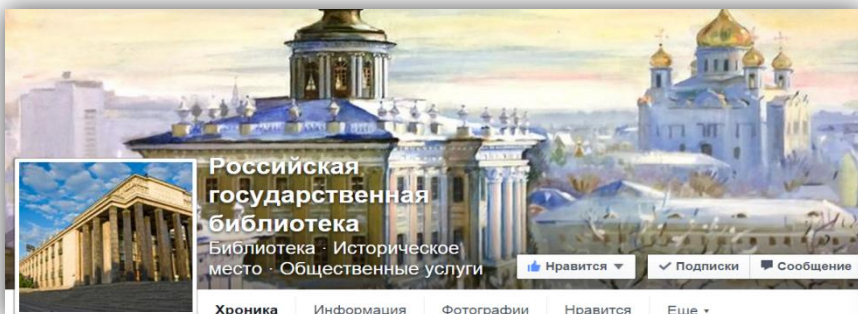 Российская
государственная
библиотека
Библиотека · Историческое
место · Общественные услуги
Нравится Подписки Сообщение
Хроника Информация Фотографии Нравится Еще